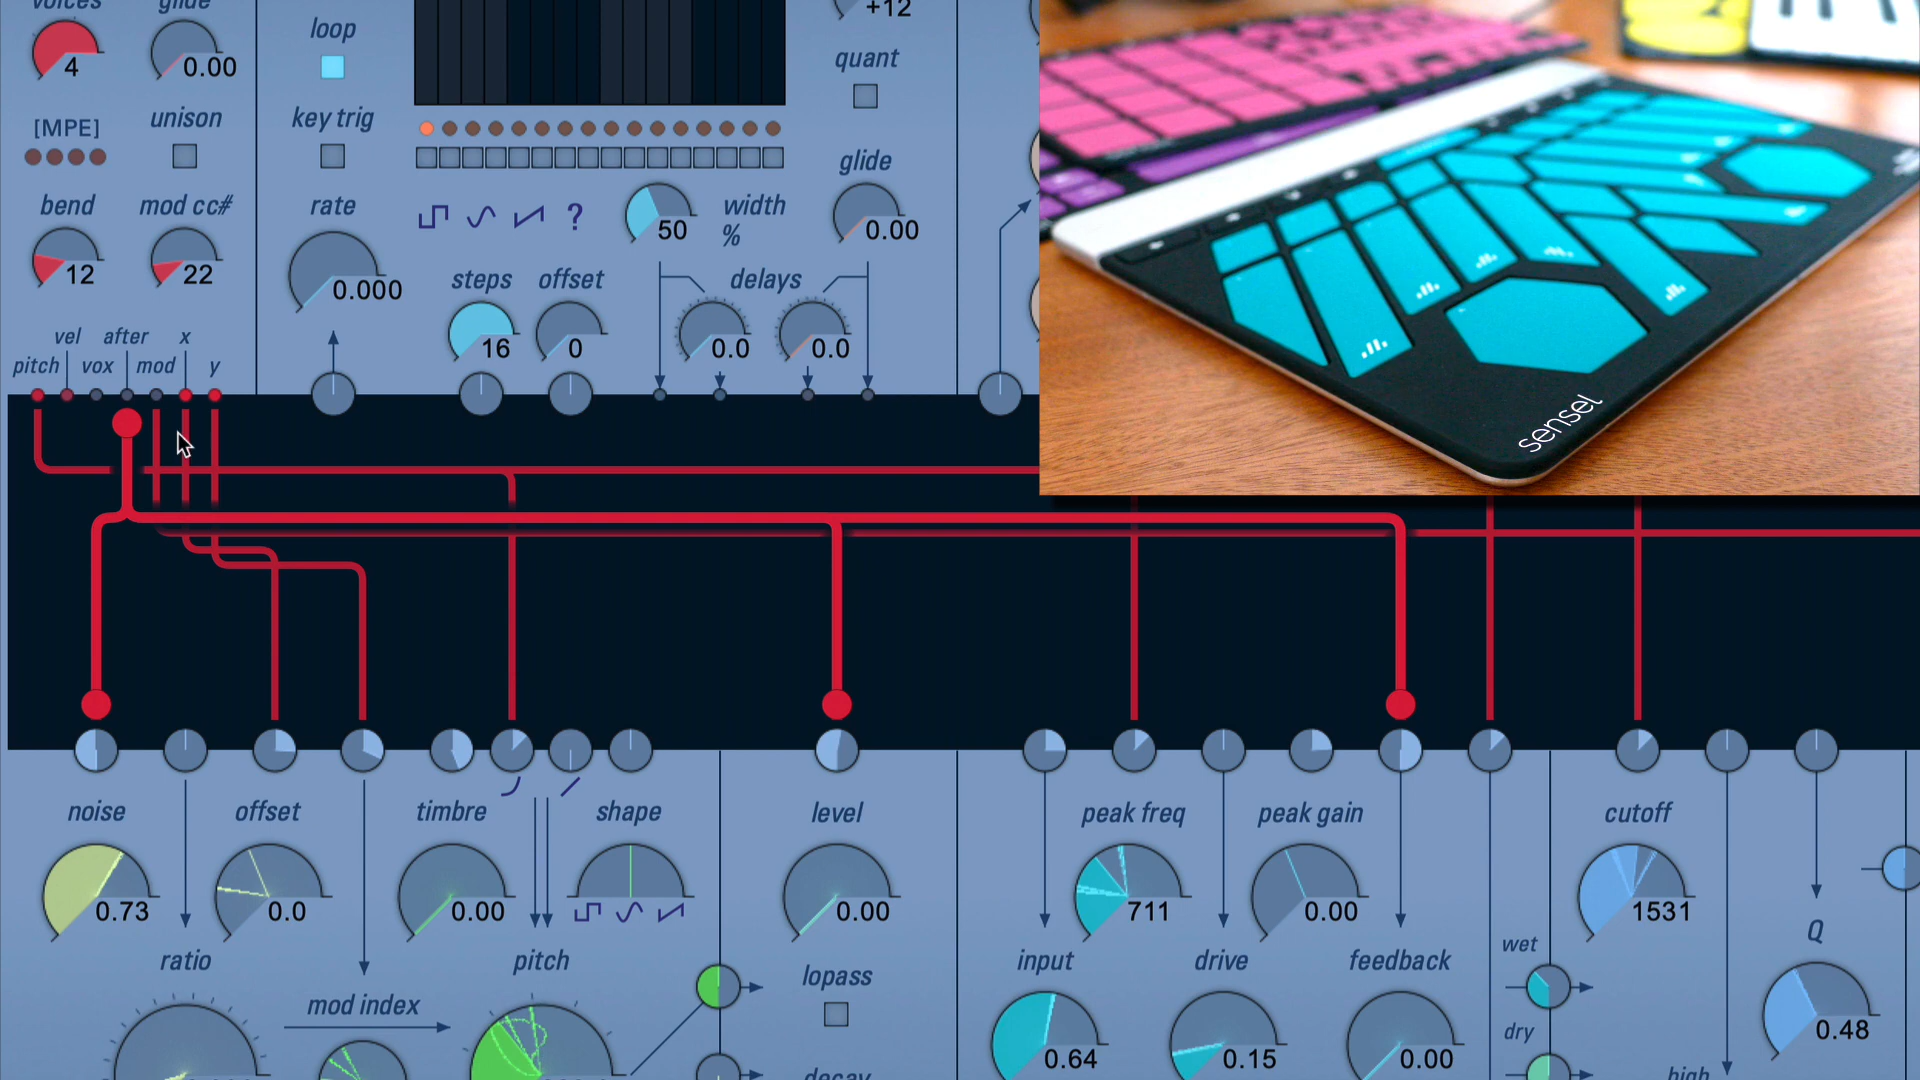 voices
glide
4
0.00
[MPE]
unison
bend
mod cc#
12
22
vel
after
x
pitch
vox
mod
y
loop
key trig
rate
0.000
?
50
width
%
steps
offset
16
0
delays
0.0
0.0
+12
quant
glide
0.00
sensel
noise
0.73
offset
0.0
timbre
0.00
shape
level
0.00
peak freq
711
peak gain
0.00
cutoff
1531
ratio
mod index
pitch
lopass
decay
input
0.64
drive
0.15
feedback
0.00
wet
dry
Q
0.48
high